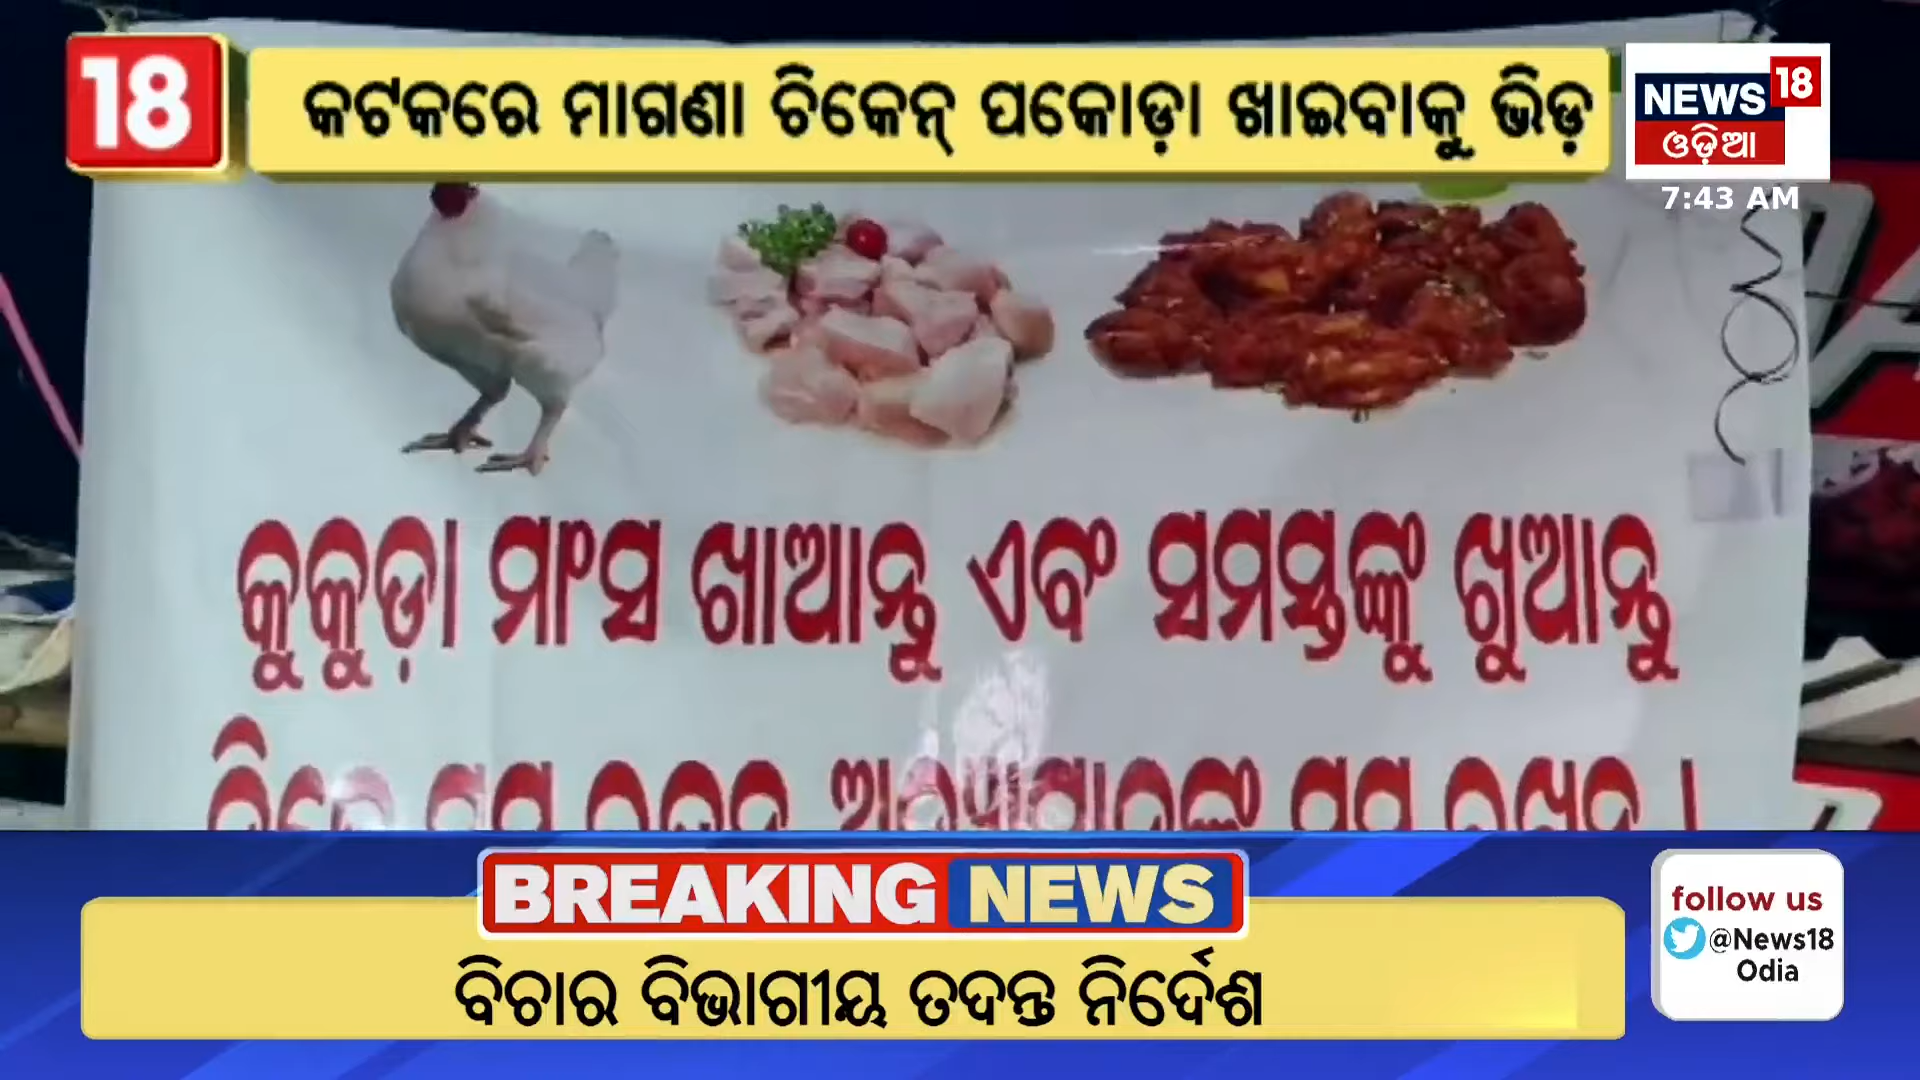 18
କଟକରେ ମାଗଣା ଚିକେନ୍ ପକୋଡ଼ା ଖାଇବାକୁ ଭିଡ଼
NEWS 18
ଓଡ଼ିଆ
7:43 AM
କୁକୁଡ଼ା ମାଂସ ଖାଆନ୍ତୁ ଏବଂ ସମସ୍ତଙ୍କୁ ଖୁଆନ୍ତୁ
BREAKING NEWS
ବିଚାର ବିଭାଗୀୟ ତଦନ୍ତ ନିର୍ଦେଶ
follow us
@News18
Odia